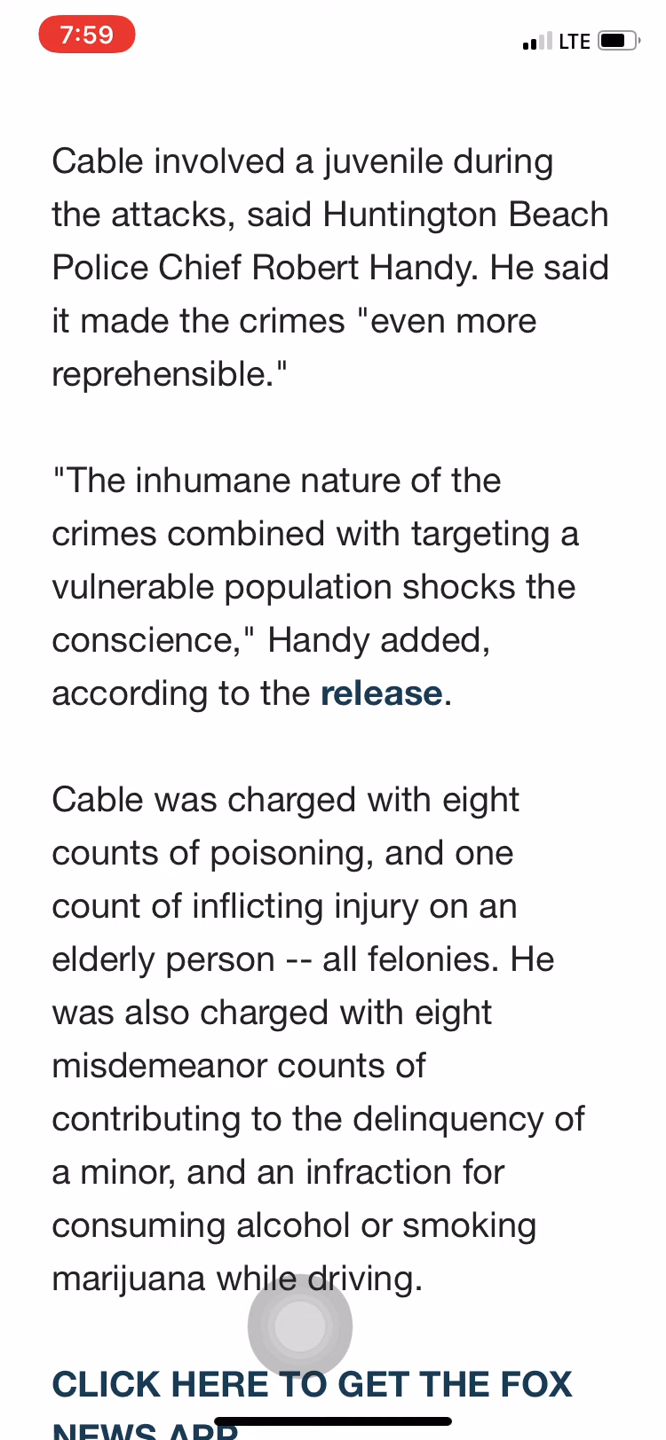 7:59
LTE
Cable involved a juvenile during
the attacks, said Huntington Beach
Police Chief Robert Handy. He said
it made the crimes "even more
reprehensible."
"The inhumane nature of the
crimes combined with targeting a
vulnerable population shocks the
conscience," Handy added,
according to the release.
Cable was charged with eight
counts of poisoning, and one
count of inflicting injury on an
elderly person -- all felonies. He
was also charged with eight
misdemeanor counts of
contributing to the delinquency of
a minor, and an infraction for
consuming alcohol or smoking
marijuana while driving.
CLICK HERE TO GET THE FOX
NEWS APP